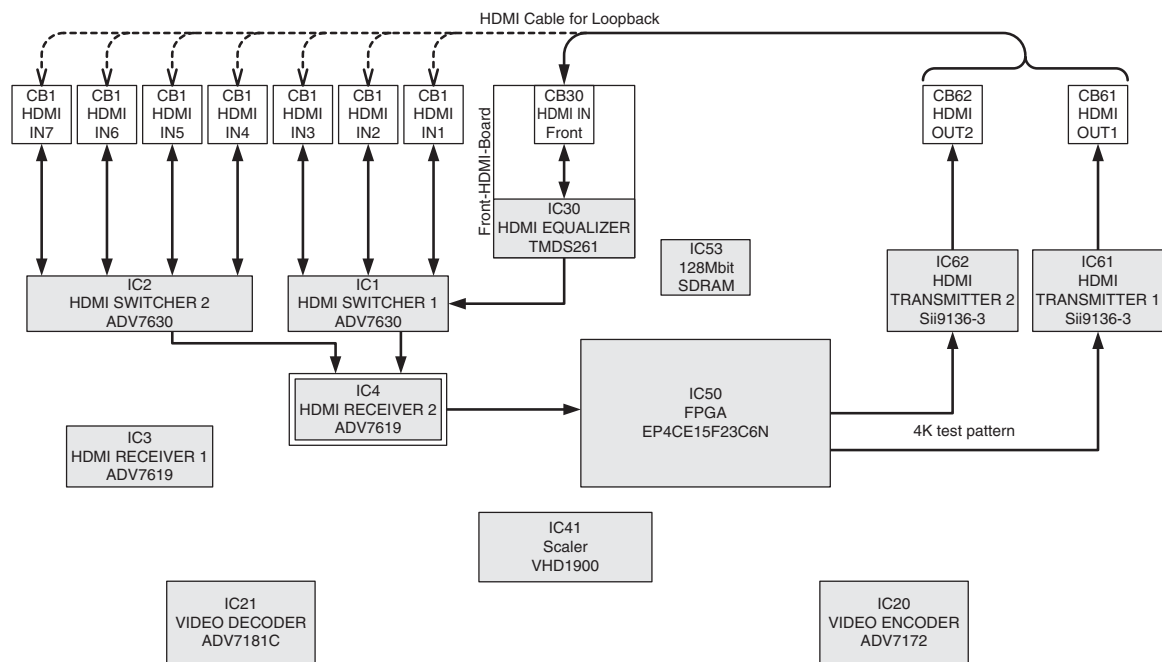 HDMI Cable for Loopback
CB1
HDMI
IN7
CB1
HDMI
IN6
CB1
HDMI
IN5
CB1
HDMI
IN4
CB1
HDMI
IN3
CB1
HDMI
IN2
CB1
HDMI
IN1
Front-HDMI-Board
CB30
HDMI IN
Front
CB62
HDMI
OUT2
CB61
HDMI
OUT1
IC30
HDMI EQUALIZER
TMDS261
IC53
128Mbit
SDRAM
IC2
HDMI SWITCHER 2
ADV7630
IC1
HDMI SWITCHER 1
ADV7630
IC62
HDMI
TRANSMITTER 2
Sii9136-3
IC61
HDMI
TRANSMITTER 1
Sii9136-3
IC4
HDMI RECEIVER 2
ADV7619
IC50
FPGA
EP4CE15F23C6N
4K test pattern
IC3
HDMI RECEIVER 1
ADV7619
IC41
Scaler
VHD1900
IC21
VIDEO DECODER
ADV7181C
IC20
VIDEO ENCODER
ADV7172